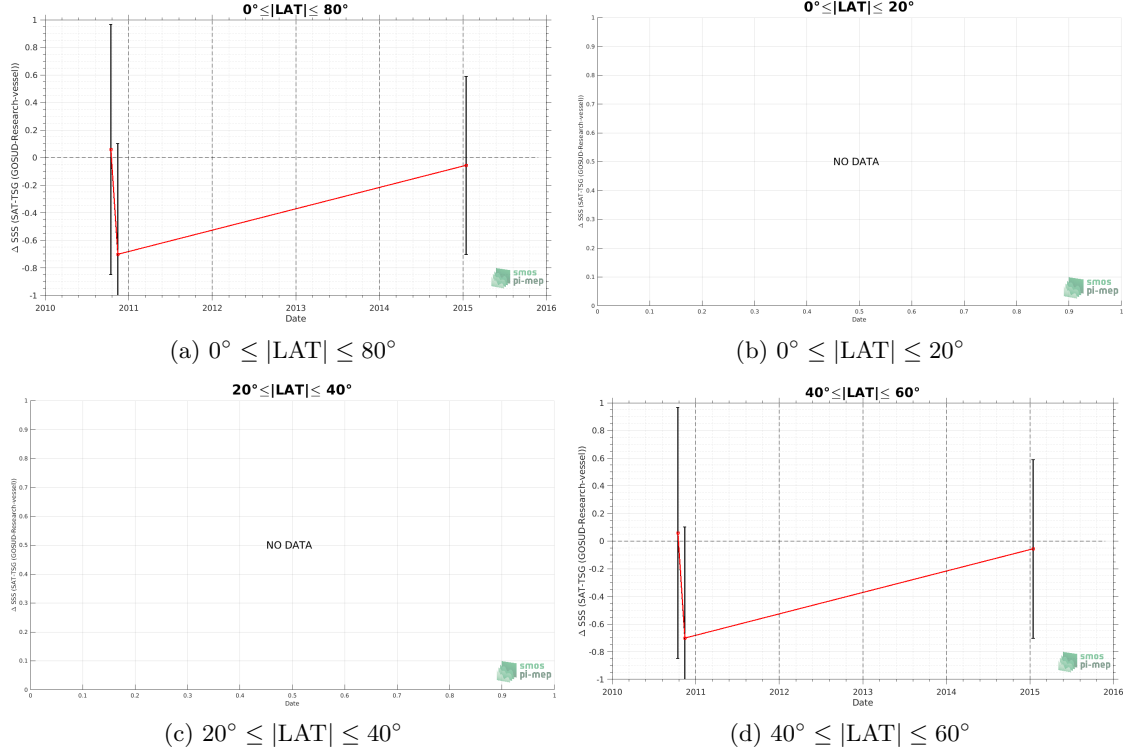 0°≤|LAT|≤ 80°
Δ SSS (SAT-TSG (GOSUD-Research-vessel))
1
0.8
0.6
0.4
0.2
0
-0.2
-0.4
-0.6
-0.8
-1
2010 2011 2012 2013 2014 2015 2016
Date
smos
pi-mep
(a) 0° ≤ |LAT| ≤ 80°
0°≤|LAT|≤ 20°
Δ SSS (SAT-TSG (GOSUD-Research-vessel))
1
0.9
0.8
0.7
0.6
0.5
0.4
0.3
0.2
0.1
0
NO DATA
0 0.1 0.2 0.3 0.4 0.5 0.6 0.7 0.8 0.9 1
Date
smos
pi-mep
(b) 0° ≤ |LAT| ≤ 20°
20°≤|LAT|≤ 40°
Δ SSS (SAT-TSG (GOSUD-Research-vessel))
1
0.9
0.8
0.7
0.6
0.5
0.4
0.3
0.2
0.1
0
NO DATA
0 0.1 0.2 0.3 0.4 0.5 0.6 0.7 0.8 0.9 1
Date
smos
pi-mep
(c) 20° ≤ |LAT| ≤ 40°
40°≤|LAT|≤ 60°
Δ SSS (SAT-TSG (GOSUD-Research-vessel))
1
0.8
0.6
0.4
0.2
0
-0.2
-0.4
-0.6
-0.8
-1
2010 2011 2012 2013 2014 2015 2016
Date
smos
pi-mep
(d) 40° ≤ |LAT| ≤ 60°